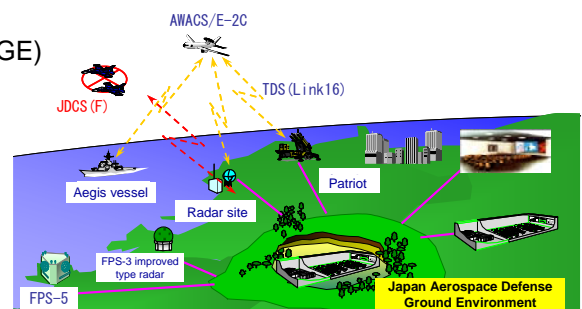 GE)
AWACS/E-2C
TDS(Link16)
JDCS(F)
Aegis vessel
Radar site
Patriot
FPS-3 improved
type radar
FPS-5
Japan Aerospace Defense
Ground Environment